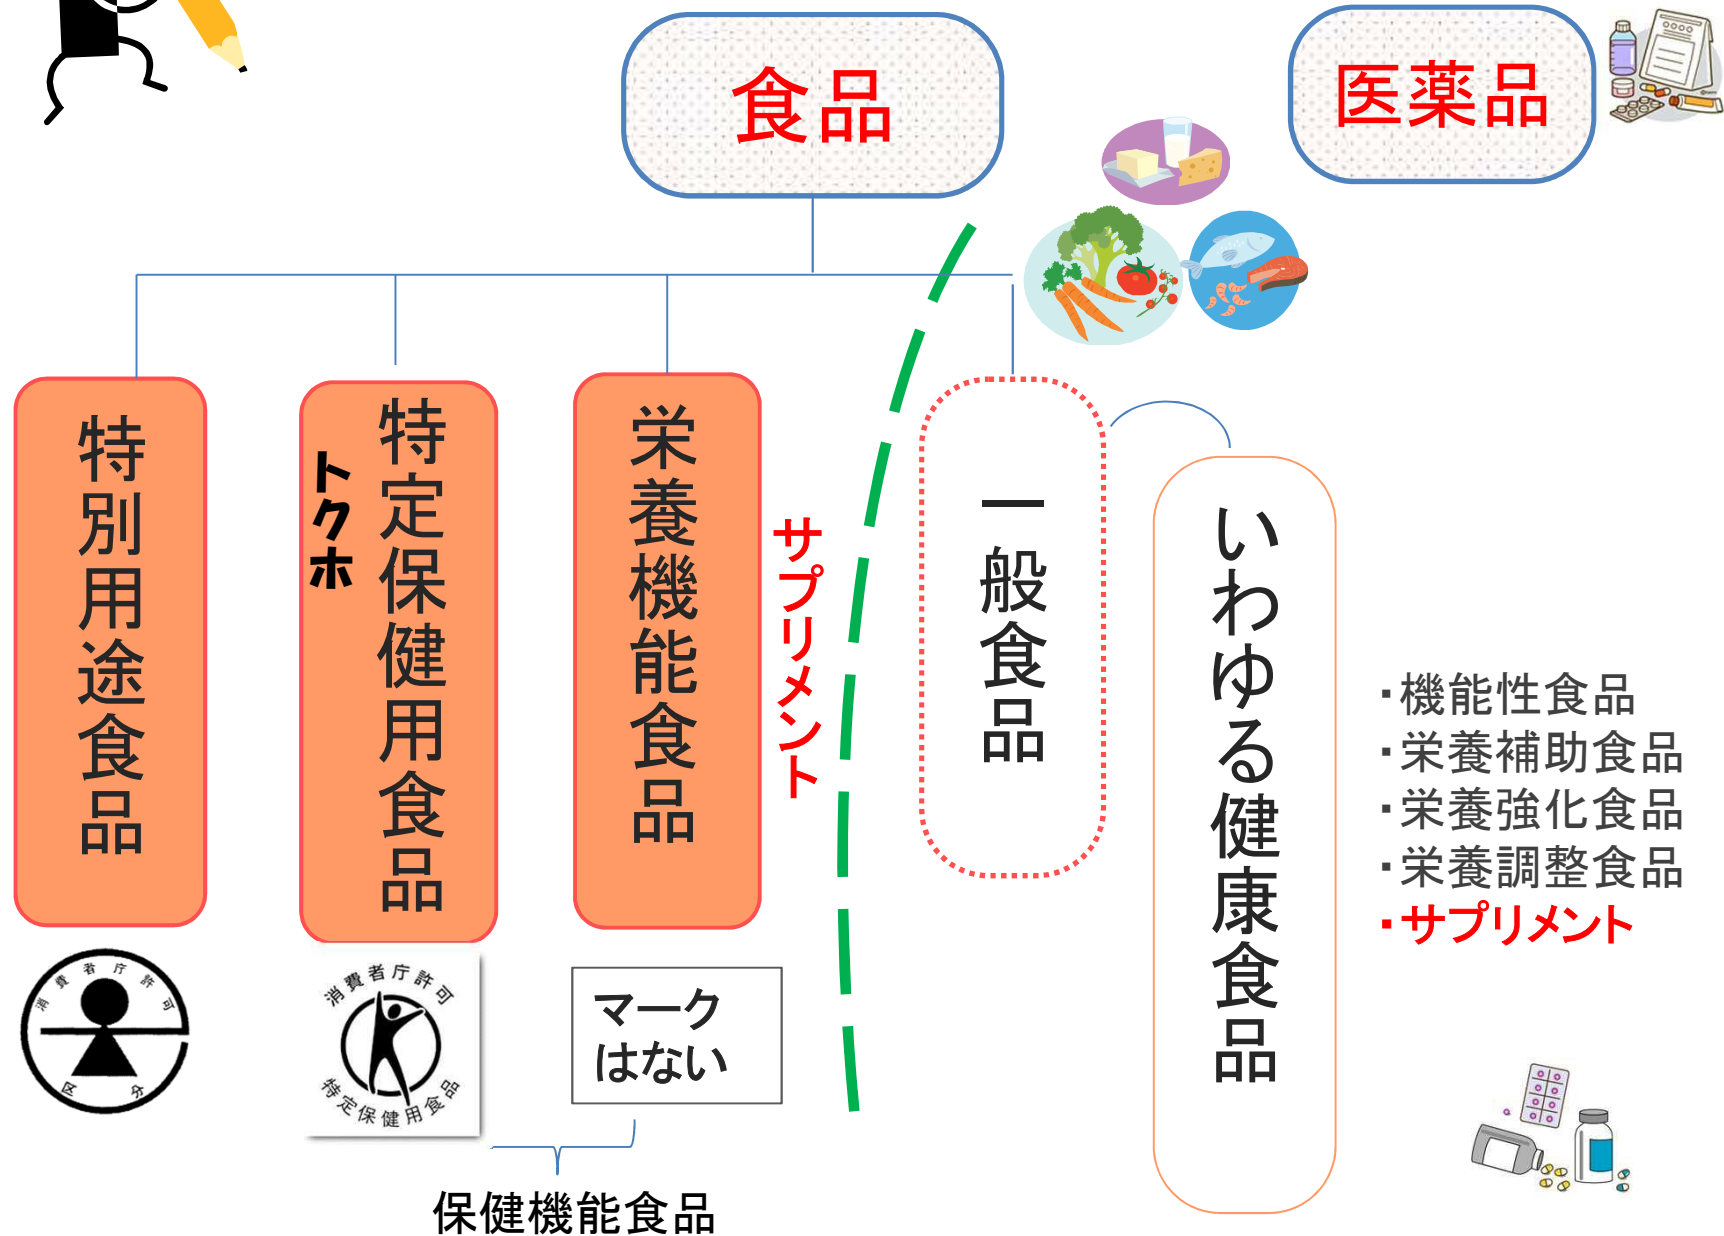 食品
医薬品
特別用途食品
特定保健用食品
トクホ
栄養機能食品
サプリメント
一般食品
いわゆる健康食品
・機能性食品
・栄養補助食品
・栄養強化食品
・栄養調整食品
・サプリメント
消費者庁許可
区分
消費者庁許可
特定保健用食品
マーク
はない
保健機能食品